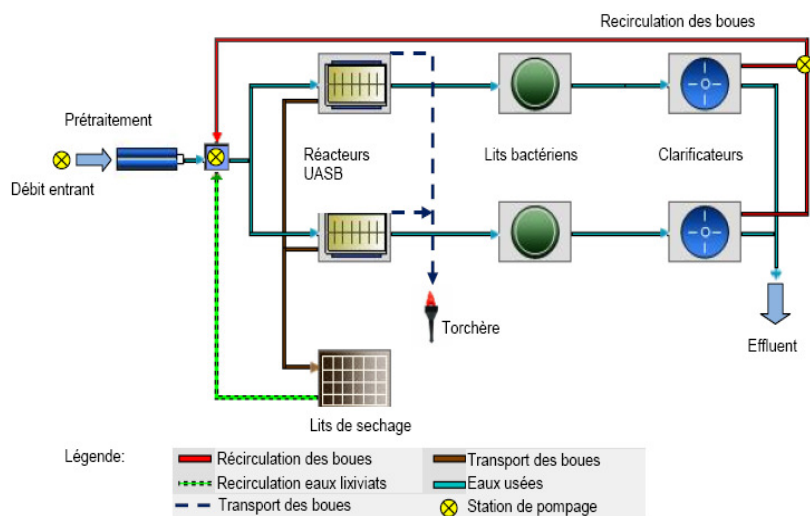 Recirculation des boues
Prétraitement
Débit entrant
Réacteurs
UASB
Lits bactériens
Clarificateurs
Torchère
Effluent
Lits de sechage
Légende:
Récirculation des boues
Transport des boues
Recirculation eaux lixiviats
Eaux usées
Transport des boues
Station de pompage